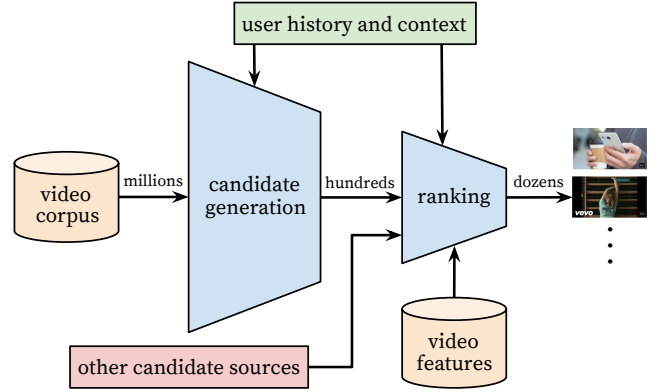 user history and context
millions
video
corpus
candidate
generation
hundreds
ranking
dozens
vevo
other candidate sources
video
features